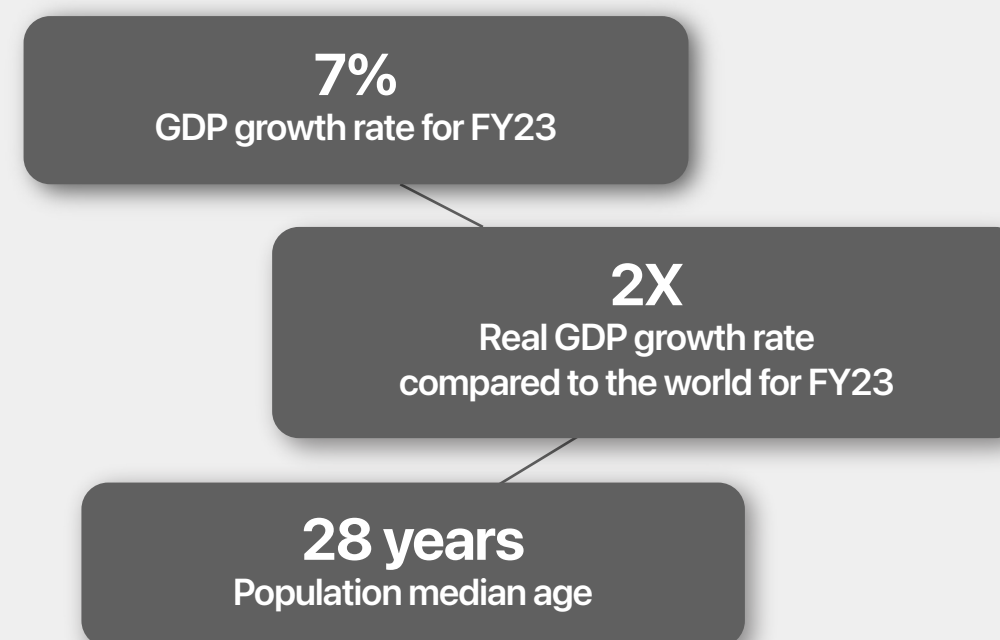 7%
GDP growth rate for FY23
2X
Real GDP growth rate
compared to the world for FY23
28 years
Population median age